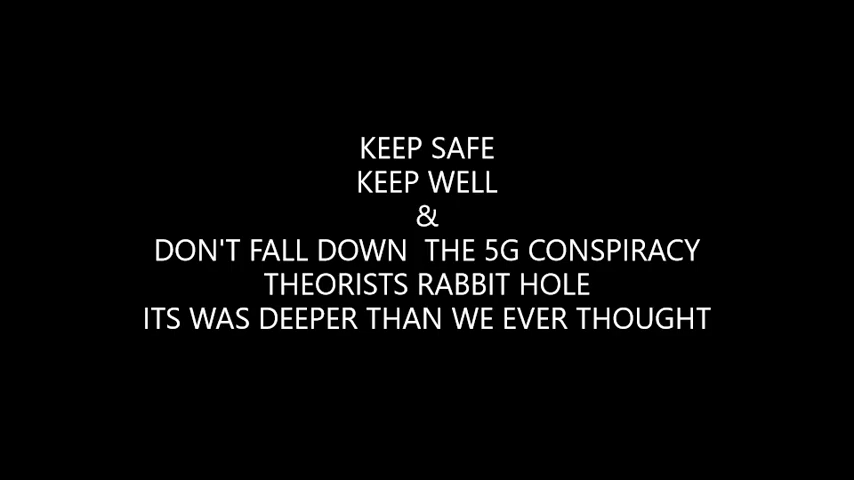 KEEP SAFE
KEEP WELL
&
DON'T FALL DOWN  THE 5G CONSPIRACY
THEORISTS RABBIT HOLE
ITS WAS DEEPER THAN WE EVER THOUGHT